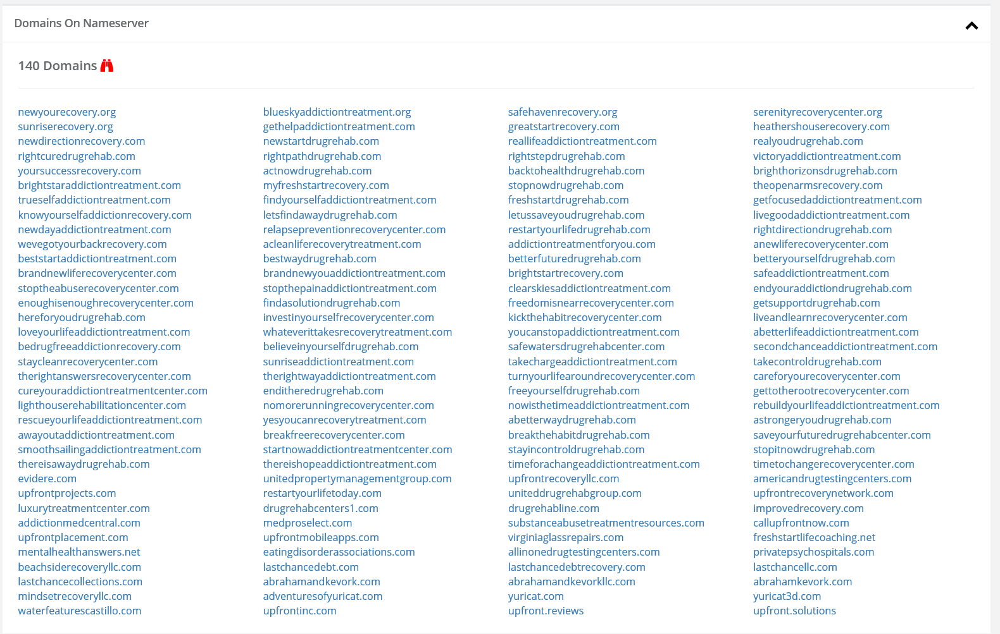 Domains On Nameserver
140 Domains
newyourecovery.org blueskyaddictiontreatment.org safehavenrecovery.org serenityrecoverycenter.org
sunriserecovery.org gethelpaddictiontreatment.com greatstartrecovery.com heathershouserecovery.com
newdirectionrecovery.com newstartdrugrehab.com reallifeaddictiontreatment.com realyoudrugrehab.com
rightcuredrugrehab.com rightpathdrugrehab.com rightstepdrugrehab.com victoryaddictiontreatment.com
yoursuccessrecovery.com actnowdrugrehab.com backtohealthdrugrehab.com brighthorizonsdrugrehab.com
brightstaraddictiontreatment.com myfreshstartrecovery.com stopnowdrugrehab.com theopenarmsrecovery.com
trueselfaddictiontreatment.com findyourselfaddictiontreatment.com freshstartdrugrehab.com getfocusedaddictiontreatment.com
knowyourselfaddictionrecovery.com letsfindawaydrugrehab.com letussaveyoudrugrehab.com livegoodaddictiontreatment.com
newdayaddictiontreatment.com relapsepreventionrecoverycenter.com restartyourlifedrugrehab.com rightdirectiondrugrehab.com
wevegotyourbackrecovery.com acleanliferecoverytreatment.com addictiontreatmentforyou.com anewliferecoverycenter.com
beststartaddictiontreatment.com bestwaydrugrehab.com betterfuturedrugrehab.com betteryourselfdrugrehab.com
brandnewliferecoverycenter.com brandnewyouaddictiontreatment.com brightstartrecovery.com safeaddictiontreatment.com
stoptheabuserecoverycenter.com stopthepainaddictiontreatment.com clearskiesaddictiontreatment.com endyouraddictiondrugrehab.com
enoughisenoughrecoverycenter.com findasolutiondrugrehab.com freedomisnearrecoverycenter.com getsupportdrugrehab.com
hereforyoudrugrehab.com investinyourselfrecoverycenter.com kickthehabitrecoverycenter.com liveandlearnrecoverycenter.com
loveyourlifeaddictiontreatment.com whateverittakesrecoverytreatment.com youcanstopaddictiontreatment.com abetterlifeaddictiontreatment.com
bedrugfreeaddictionrecovery.com believeinyourselfdrugrehab.com safewatersdrugrehabcenter.com secondchanceaddictiontreatment.com
staycleanrecoverycenter.com sunriseaddictiontreatment.com takechargeaddictiontreatment.com takecontroldrugrehab.com
therightanswersrecoverycenter.com therightwayaddictiontreatment.com turnyourlifearoundrecoverycenter.com careforyourecoverycenter.com
cureyouraddictiontreatmentcenter.com enditheredrugrehab.com freeyourselfdrugrehab.com gettotherootrecoverycenter.com
lighthouserehabilitationcenter.com nomorerunningrecoverycenter.com nowisthetimeaddictiontreatment.com rebuildyourlifeaddictiontreatment.com
rescueyourlifeaddictiontreatment.com yesyoucanrecoverytreatment.com abetterwaydrugrehab.com astrongeryoudrugrehab.com
awayoutaddictiontreatment.com breakfreerecoverycenter.com breakthehabitdrugrehab.com saveyourfuturedrugrehabcenter.com
smoothsailingaddictiontreatment.com startnowaddictiontreatmentcenter.com stayincontroldrugrehab.com stopitnowdrugrehab.com
thereisawaydrugrehab.com thereishopeaddictiontreatment.com timeforachangeaddictiontreatment.com timetochangerecoverycenter.com
evidere.com unitedpropertymanagementgroup.com upfrontrecoveryllc.com americandrugtestingcenters.com
upfrontprojects.com restartyourlifetoday.com uniteddrugrehabgroup.com upfrontrecoverynetwork.com
luxurytreatmentcenter.com drugrehabcenters1.com drugrehabline.com improvedrecovery.com
addictionmedcentral.com medproselect.com substanceabusetreatmentresources.com callupfrontnow.com
upfrontplacement.com upfrontmobileapps.com virginiaglassrepairs.com freshstartlifecoaching.net
mentalhealthanswers.net eatingdisorderassociations.com allinonedrugtestingcenters.com privatepsychospitals.com
beachsiderecoveryllc.com lastchancedebt.com lastchancedebtrecovery.com lastchancellc.com
lastchancecollections.com abrahamandkevork.com abrahamandkevorkllc.com abrahamkevork.com
mindsetrecoveryllc.com adventuresofyuricat.com yuricat.com yuricat3d.com
waterfeaturescastillo.com upfrontinc.com upfront.reviews upfront.solutions